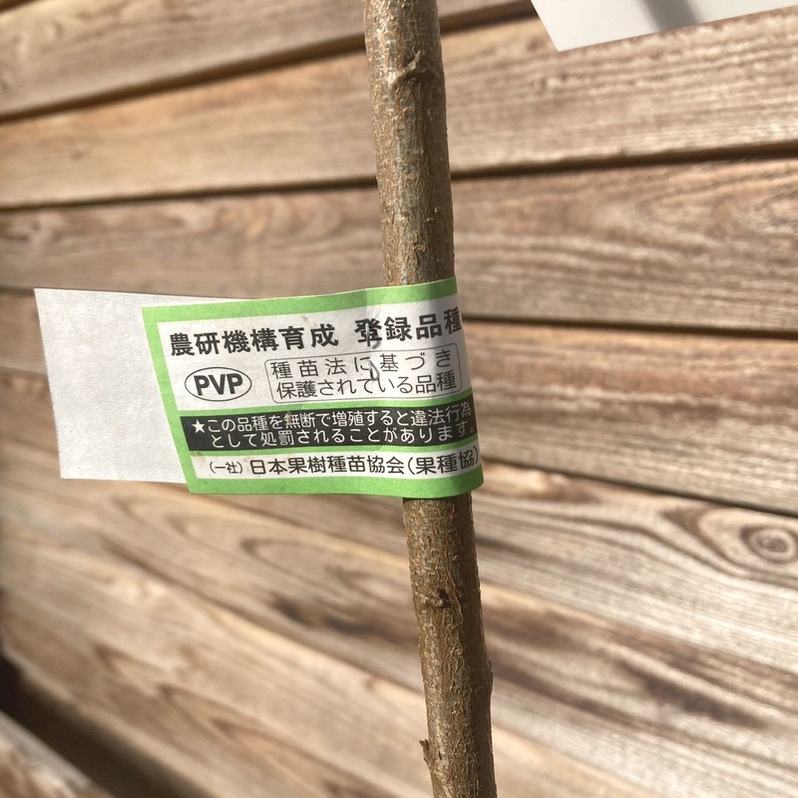 農研機構育成 登録品種
PVP
種苗法に基づき
保護されている品種
★この品種を無断で増殖すると違法行為
として処罰されることがあります。
(一社)日本果樹種苗協会(果種協)